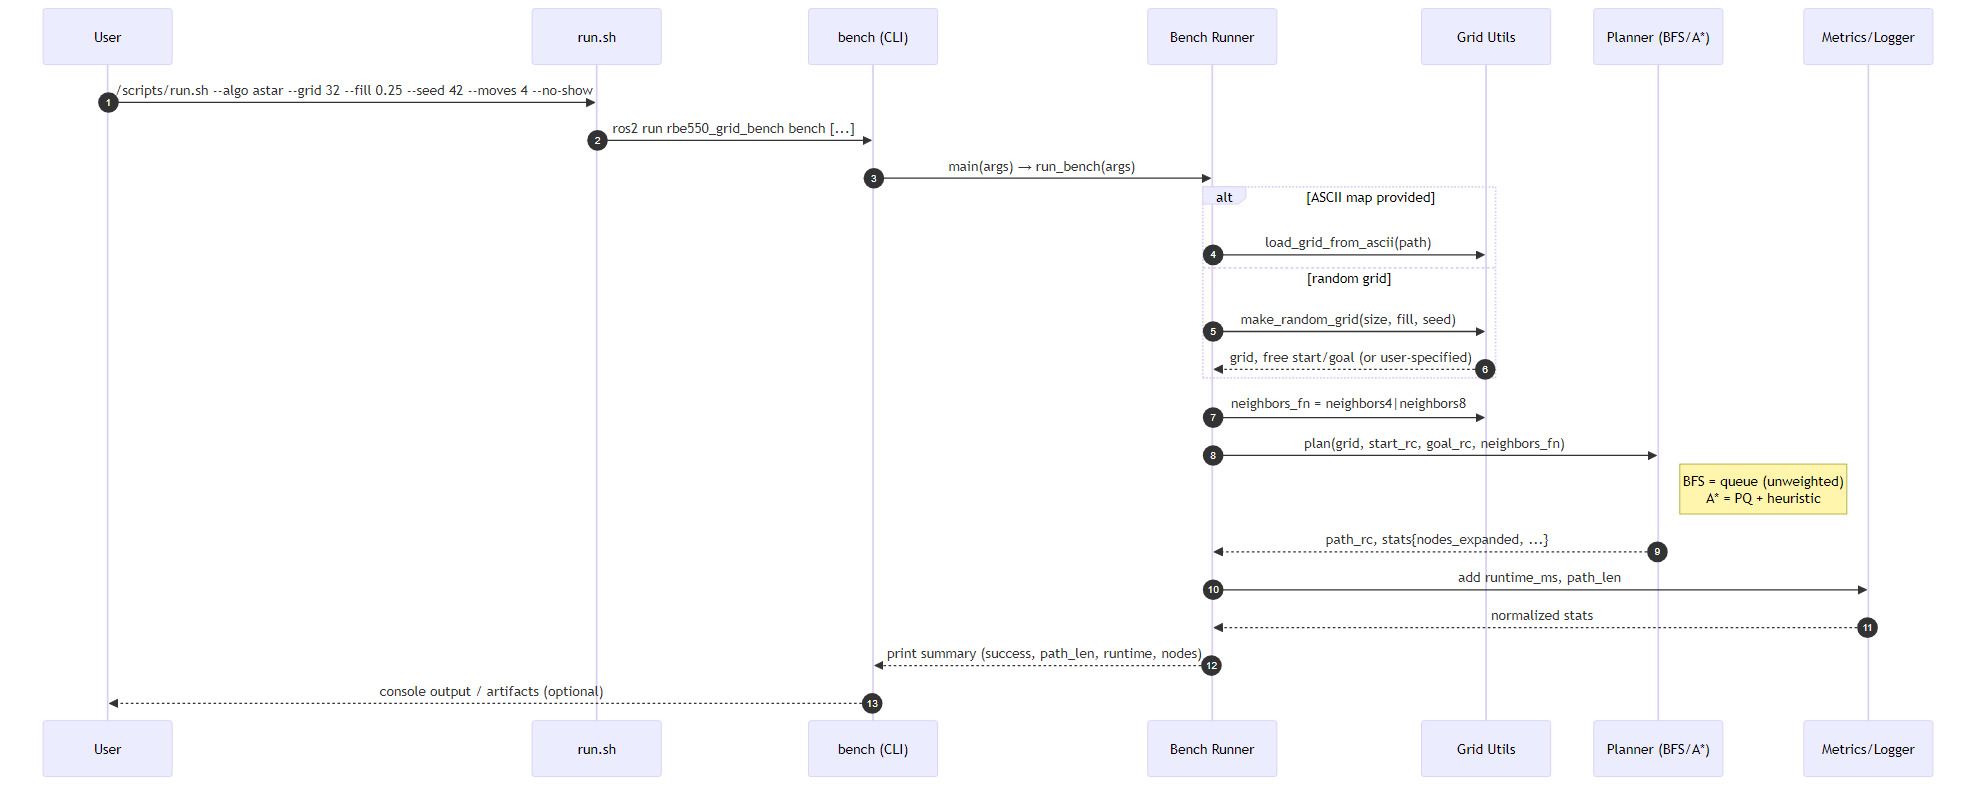 User
run.sh
bench (CLI)
Bench Runner
Grid Utils
Planner (BFS/A*)
Metrics/Logger
/scripts/run.sh --algo astar --grid 32 --fill 0.25 --seed 42 --moves 4 --no-show
1
ros2 run rbe550_grid_bench bench [...]
2
main(args) → run_bench(args)
3
alt
[ASCII map provided]
load_grid_from_ascii(path)
4
[random grid]
make_random_grid(size, fill, seed)
5
grid, free start/goal (or user-specified)
6
neighbors_fn = neighbors4|neighbors8
7
plan(grid, start_rc, goal_rc, neighbors_fn)
8
BFS = queue (unweighted)
A* = PQ + heuristic
path_rc, stats{nodes_expanded, ...}
9
add runtime_ms, path_len
10
normalized stats
11
print summary (success, path_len, runtime, nodes)
12
console output / artifacts (optional)
13
User
run.sh
bench (CLI)
Bench Runner
Grid Utils
Planner (BFS/A*)
Metrics/Logger